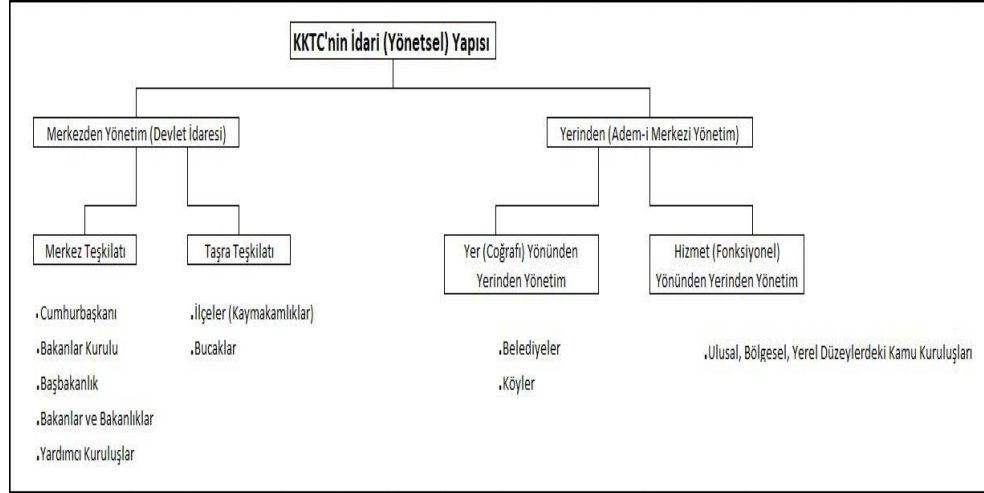 KKTC'nin İdari (Yönetsel) Yapısı
Merkezden Yönetim (Devlet İdaresi)
Yerinden (Adem-i Merkezi Yönetim)
Merkez Teşkilatı
Taşra Teşkilatı
Yer (Coğrafi) Yönünden
Yerinden Yönetim
Hizmet (Fonksiyonel)
Yönünden Yerinden Yönetim
.Cumhurbaşkanı
.Bakanlar Kurulu
.Başbakanlık
.Bakanlar ve Bakanlıklar
.Yardımcı Kuruluşlar
.İlçeler (Kaymakamlıklar)
.Bucaklar
.Belediyeler
.Köyler
.Ulusal, Bölgesel, Yerel Düzeylerdeki Kamu Kuruluşları